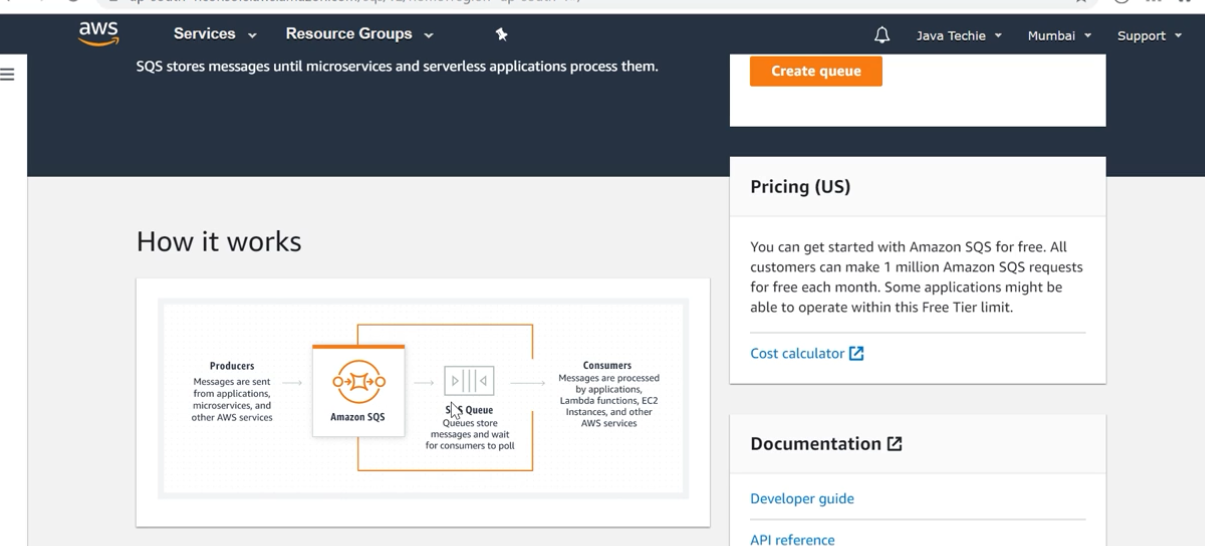 aws
Services
Resource Groups
Java Techie
Mumbai
Support
SQS stores messages until microservices and serverless applications process them.
Create queue
Pricing (US)
You can get started with Amazon SQS for free. All
customers can make 1 million Amazon SQS requests
for free each month. Some applications might be
able to operate within this Free Tier limit.
Cost calculator
How it works
Producers
Messages are sent
from applications,
microservices, and
other AWS services
Amazon SQS
SQS Queue
Queues store
messages and wait
for consumers to poll
Consumers
Messages are processed
by applications,
Lambda functions, EC2
Instances, and other
AWS services
Documentation
Developer guide
API reference